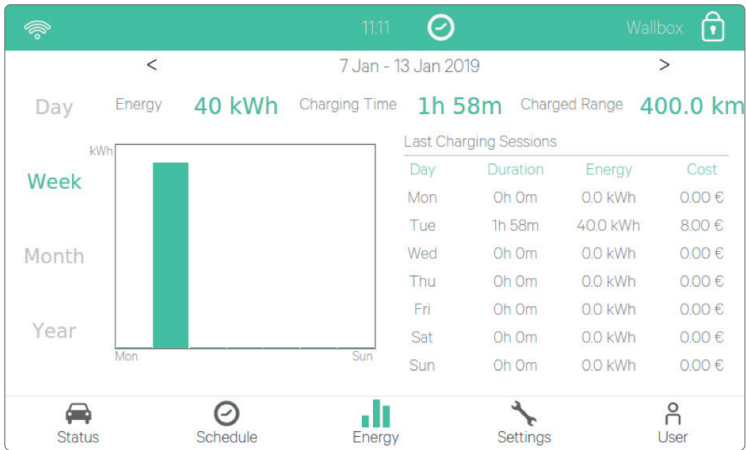 11:11 Wallbox
< 7 Jan - 13 Jan 2019 >
Day Energy 40 kWh Charging Time 1h 58m Charged Range 400.0 km
Week
Month
Year
kWh
Mon Sun
Last Charging Sessions
Day Duration Energy Cost
Mon 0h 0m 0.0 kWh 0.00 €
Tue 1h 58m 40.0 kWh 8.00 €
Wed 0h 0m 0.0 kWh 0.00 €
Thu 0h 0m 0.0 kWh 0.00 €
Fri 0h 0m 0.0 kWh 0.00 €
Sat 0h 0m 0.0 kWh 0.00 €
Sun 0h 0m 0.0 kWh 0.00 €
Status Schedule Energy Settings User